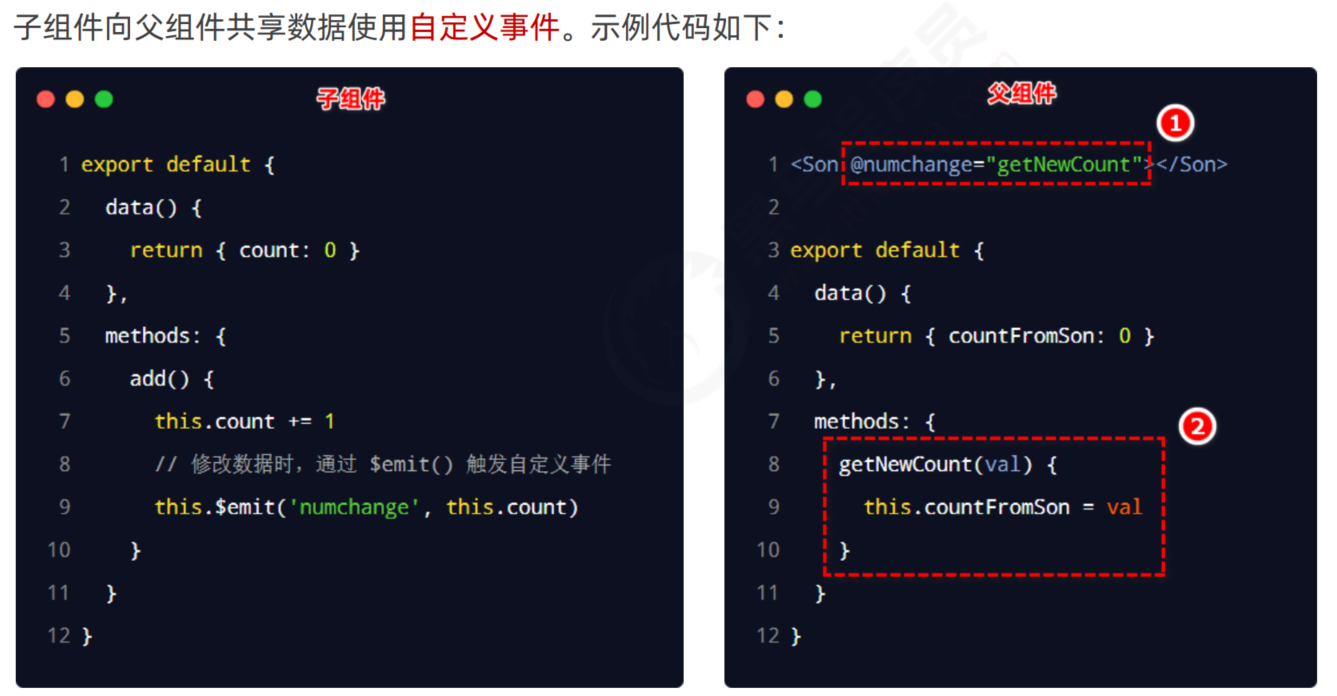 子组件向父组件共享数据使用自定义事件。示例代码如下：
子组件
1 export default {
2 data() {
3 return { count: 0 }
4 },
5 methods: {
6 add() {
7 this.count += 1
8 // 修改数据时，通过 $emit() 触发自定义事件
9 this.$emit('numchange', this.count)
10 }
11 }
12 }
父组件
1
1 <Son @numchange="getNewCount"></Son>
2
3 export default {
4 data() {
5 return { countFromSon: 0 }
6 },
7 methods: {
2
8 getNewCount(val) {
9 this.countFromSon = val
10 }
11 }
12 }